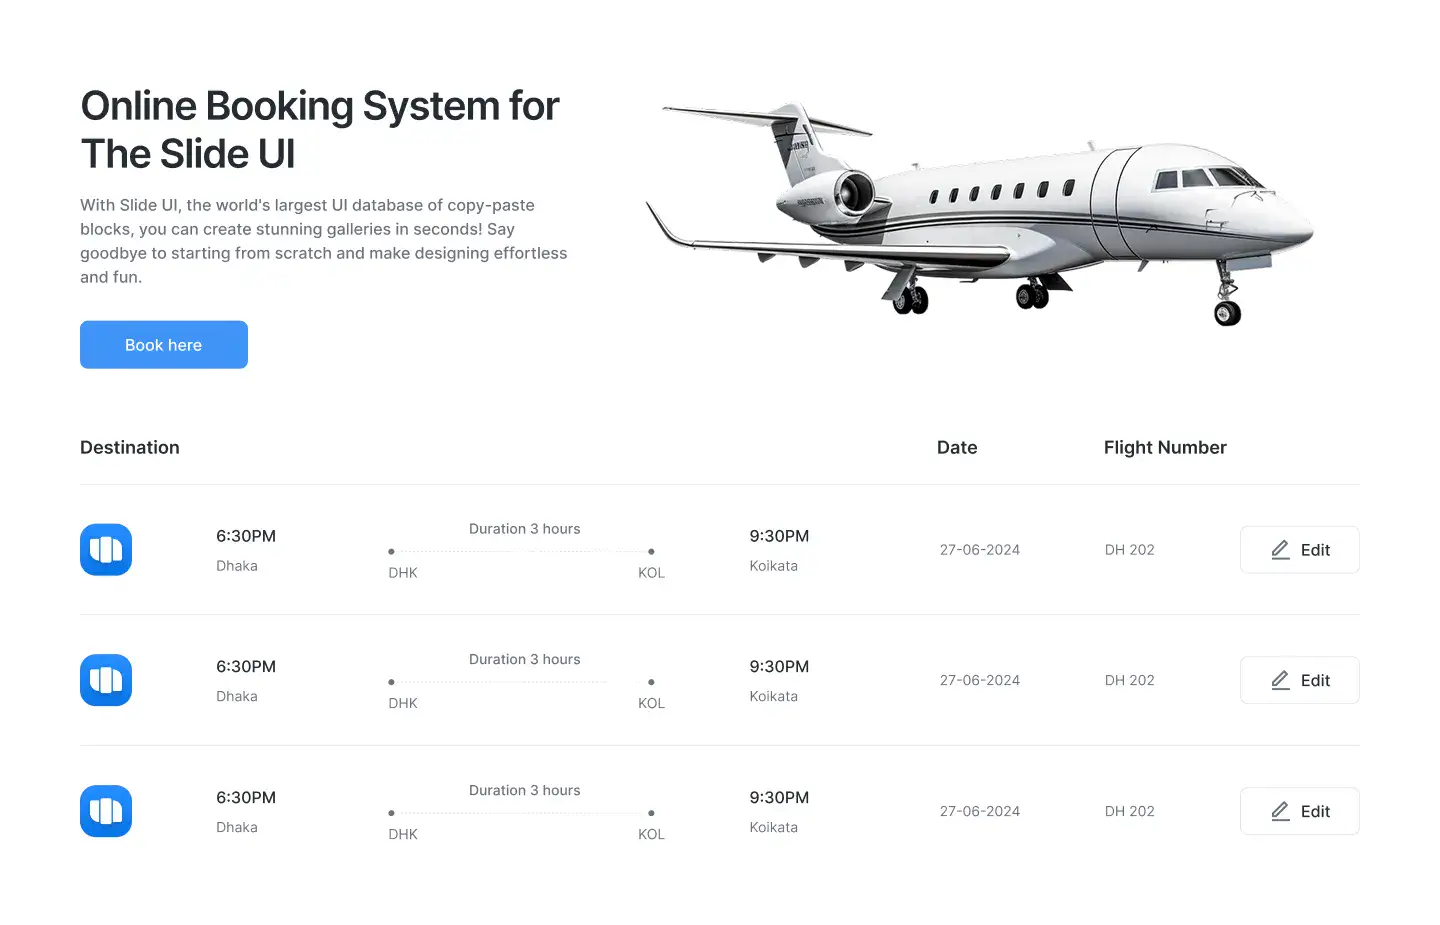 Online Booking System for
The Slide UI
With Slide UI, the world's largest UI database of copy-paste
blocks, you can create stunning galleries in seconds! Say
goodbye to starting from scratch and make designing effortless
and fun.
Book here
Destination Date Flight Number
6:30PM Duration 3 hours 9:30PM 27-06-2024 DH 202 Edit
Dhaka DHK KOL Koikata
6:30PM Duration 3 hours 9:30PM 27-06-2024 DH 202 Edit
Dhaka DHK KOL Koikata
6:30PM Duration 3 hours 9:30PM 27-06-2024 DH 202 Edit
Dhaka DHK KOL Koikata